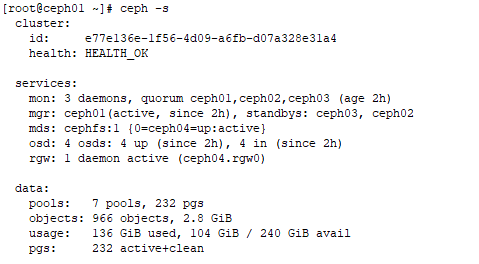 [root@ceph01 ~]# ceph -s
  cluster:
    id:     e77e136e-1f56-4d09-a6fb-d07a328e31a4
    health: HEALTH_OK

  services:
    mon: 3 daemons, quorum ceph01,ceph02,ceph03 (age 2h)
    mgr: ceph01(active, since 2h), standbys: ceph03, ceph02
    mds: cephfs:1 {0=ceph04=up:active}
    osd: 4 osds: 4 up (since 2h), 4 in (since 2h)
    rgw: 1 daemon active (ceph04.rgw0)

  data:
    pools:   7 pools, 232 pgs
    objects: 966 objects, 2.8 GiB
    usage:   136 GiB used, 104 GiB / 240 GiB avail
    pgs:     232 active+clean